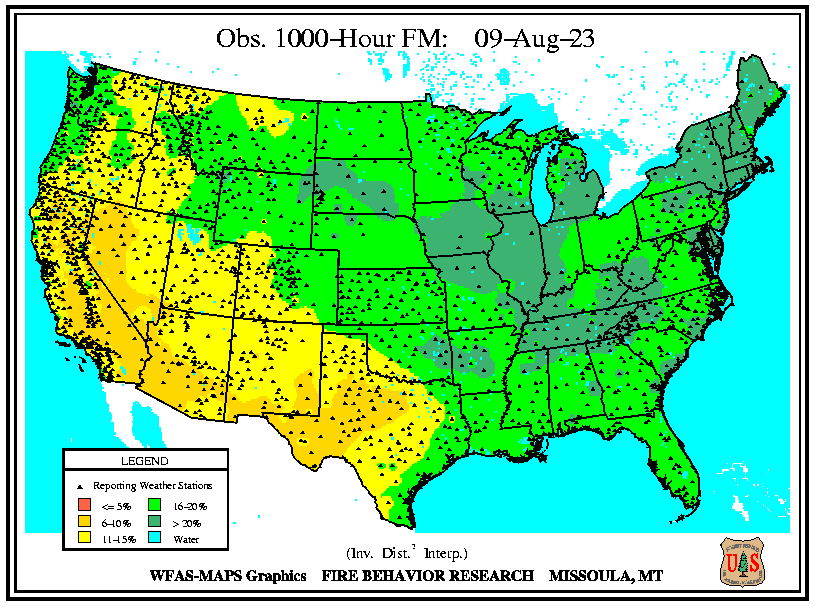 Obs. 1000-Hour FM: 09-Aug-23
LEGEND
Reporting Weather Stations
<= 5% 16-20%
6-10% > 20%
11-15% Water
(Inv. Dist.² Interp.)
WFAS-MAPS Graphics FIRE BEHAVIOR RESEARCH MISSOULA, MT
U S